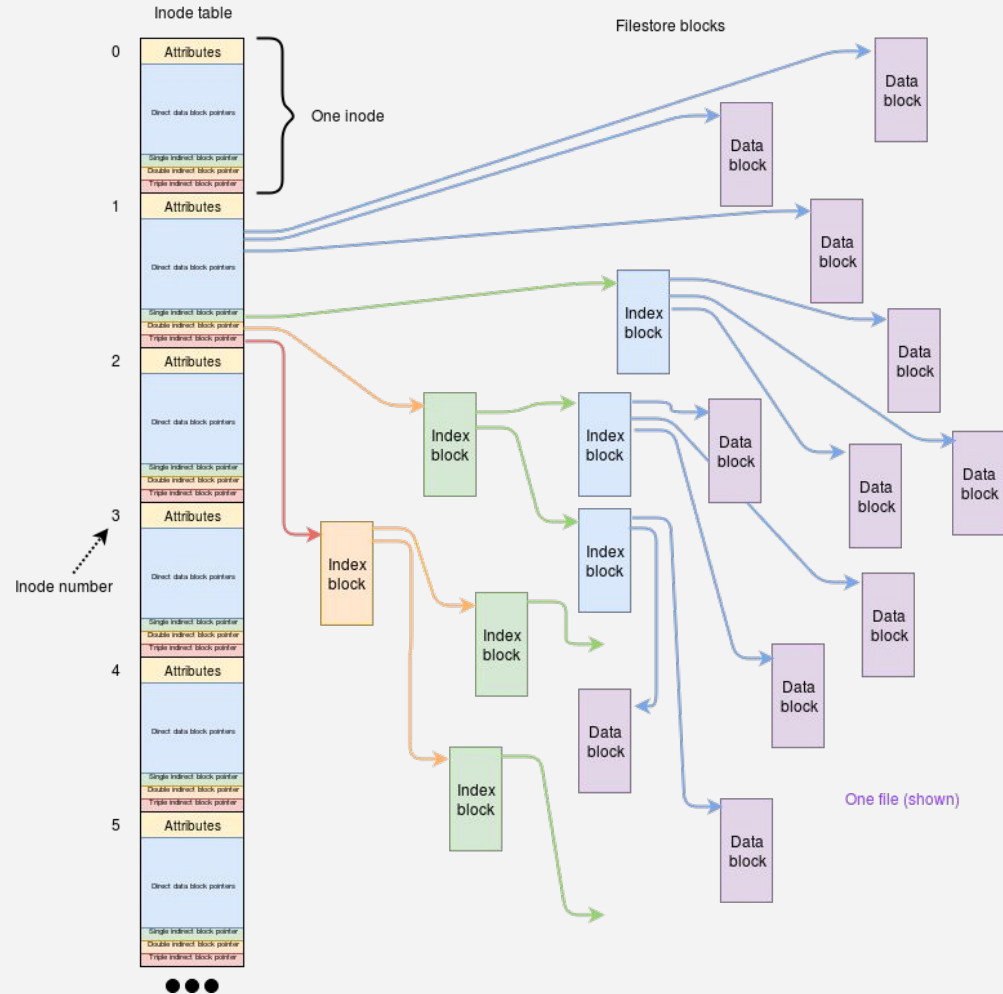 Inode table
Filestore blocks
0
Attributes
Direct data block pointers
Single indirect block pointer
Double indirect block pointer
Triple indirect block pointer
One inode
1
Attributes
Direct data block pointers
Single indirect block pointer
Double indirect block pointer
Triple indirect block pointer
2
Attributes
Direct data block pointers
Single indirect block pointer
Double indirect block pointer
Triple indirect block pointer
3
Attributes
Direct data block pointers
Single indirect block pointer
Double indirect block pointer
Triple indirect block pointer
Inode number
4
Attributes
Direct data block pointers
Single indirect block pointer
Double indirect block pointer
Triple indirect block pointer
5
Attributes
Direct data block pointers
Single indirect block pointer
Double indirect block pointer
Triple indirect block pointer
Data
block
Data
block
Data
block
Index
block
Data
block
Index
block
Index
block
Data
block
Data
block
Data
block
Index
block
Index
block
Data
block
Index
block
Data
block
Data
block
Index
block
Data
block
One file (shown)